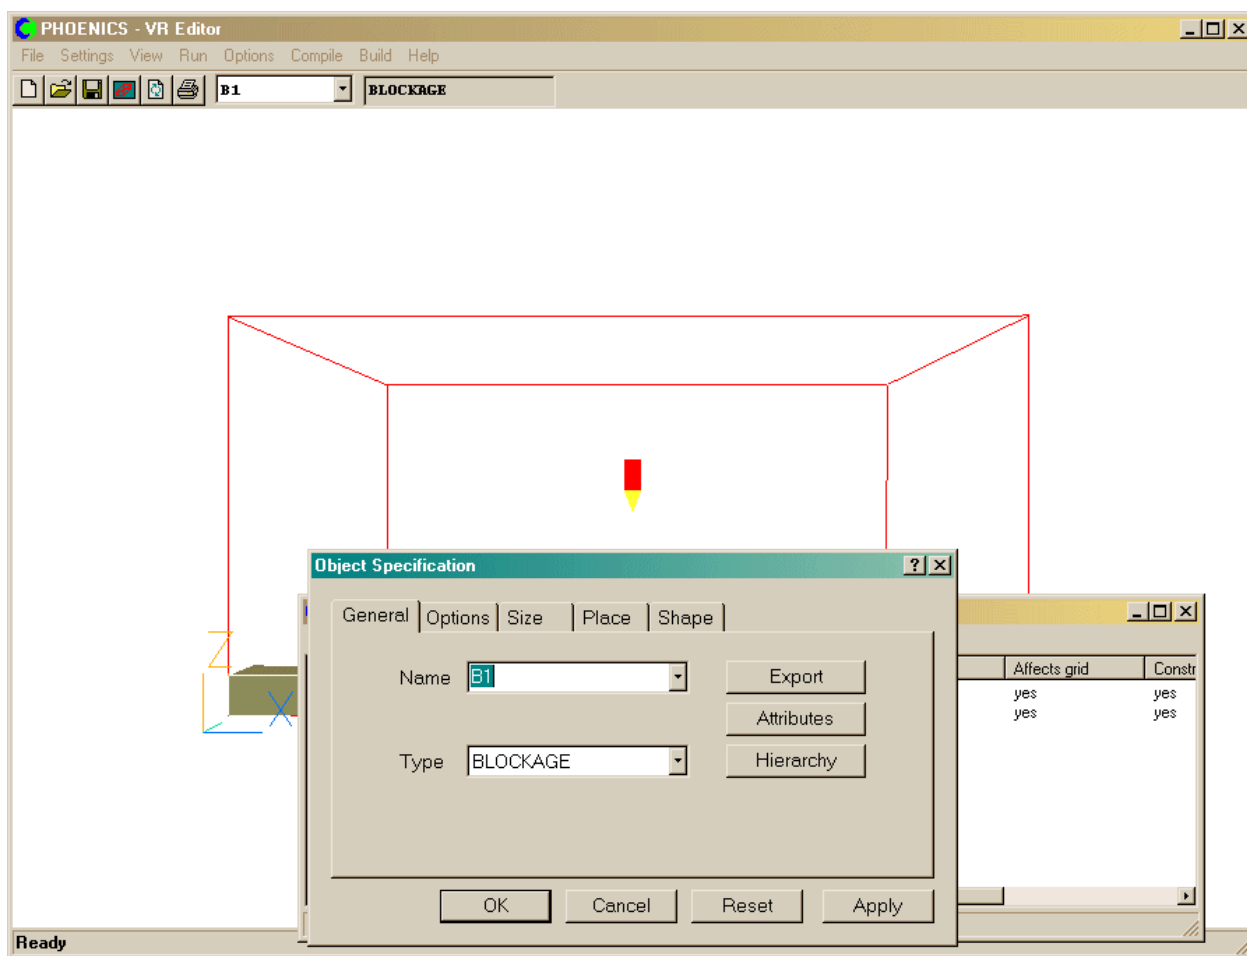 PHOENICS - VR Editor
File Settings View Run Options Compile Build Help
B1 BLOCKAGE
Object Specification
General Options Size Place Shape
Name B1 Export
Attributes
Type BLOCKAGE Hierarchy
OK Cancel Reset Apply
Affects grid Constr
yes yes
yes yes
Z
X
Ready